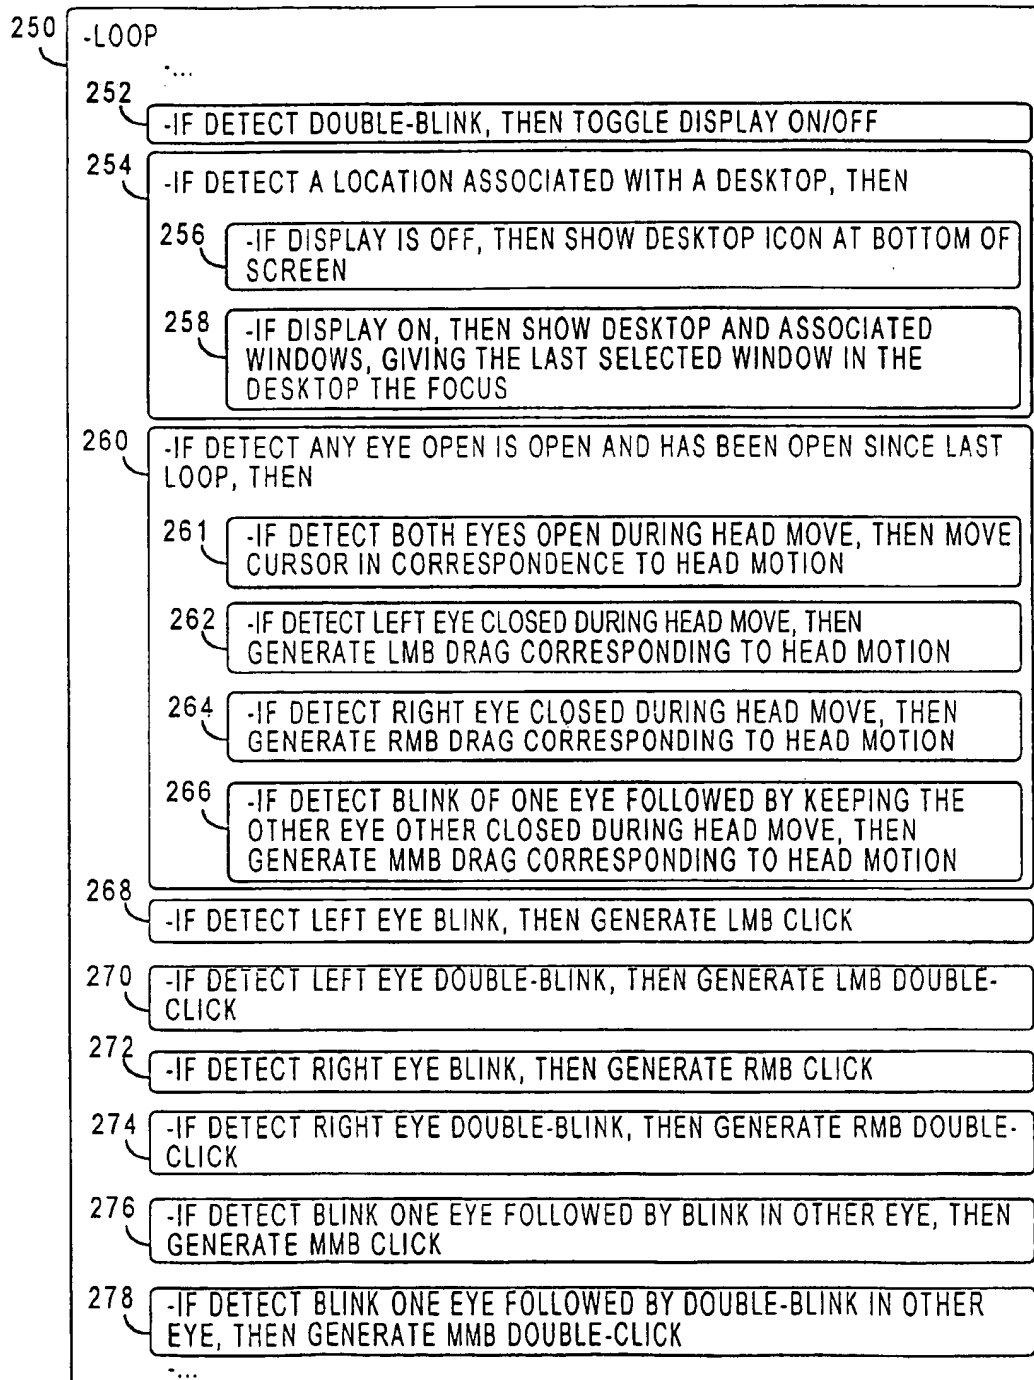 250
-LOOP
-...
252
-IF DETECT DOUBLE-BLINK, THEN TOGGLE DISPLAY ON/OFF
254
-IF DETECT A LOCATION ASSOCIATED WITH A DESKTOP, THEN
256
-IF DISPLAY IS OFF, THEN SHOW DESKTOP ICON AT BOTTOM OF
SCREEN
258
-IF DISPLAY ON, THEN SHOW DESKTOP AND ASSOCIATED
WINDOWS, GIVING THE LAST SELECTED WINDOW IN THE
DESKTOP THE FOCUS
260
-IF DETECT ANY EYE OPEN IS OPEN AND HAS BEEN OPEN SINCE LAST
LOOP, THEN
261
-IF DETECT BOTH EYES OPEN DURING HEAD MOVE, THEN MOVE
CURSOR IN CORRESPONDENCE TO HEAD MOTION
262
-IF DETECT LEFT EYE CLOSED DURING HEAD MOVE, THEN
GENERATE LMB DRAG CORRESPONDING TO HEAD MOTION
264
-IF DETECT RIGHT EYE CLOSED DURING HEAD MOVE, THEN
GENERATE RMB DRAG CORRESPONDING TO HEAD MOTION
266
-IF DETECT BLINK OF ONE EYE FOLLOWED BY KEEPING THE
OTHER EYE OTHER CLOSED DURING HEAD MOVE, THEN
GENERATE MMB DRAG CORRESPONDING TO HEAD MOTION
268
-IF DETECT LEFT EYE BLINK, THEN GENERATE LMB CLICK
270
-IF DETECT LEFT EYE DOUBLE-BLINK, THEN GENERATE LMB DOUBLE-
CLICK
272
-IF DETECT RIGHT EYE BLINK, THEN GENERATE RMB CLICK
274
-IF DETECT RIGHT EYE DOUBLE-BLINK, THEN GENERATE RMB DOUBLE-
CLICK
276
-IF DETECT BLINK ONE EYE FOLLOWED BY BLINK IN OTHER EYE, THEN
GENERATE MMB CLICK
278
-IF DETECT BLINK ONE EYE FOLLOWED BY DOUBLE-BLINK IN OTHER
EYE, THEN GENERATE MMB DOUBLE-CLICK
-...